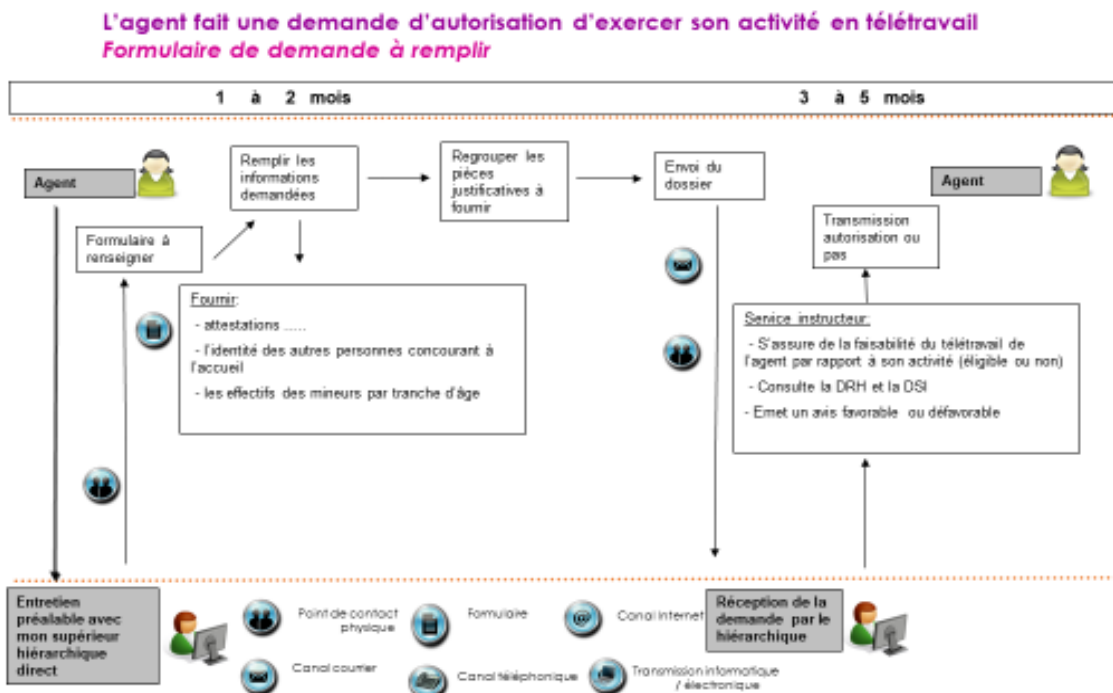 L'agent fait une demande d'autorisation d'exercer son activité en télétravail
Formulaire de demande à remplir
1 à 2 mois
3 à 5 mois
Agent
Remplir les
informations
demandées
Regrouper les
pièces
justificatives à
fournir
Envoi du
dossier
Agent
Formulaire à
renseigner
Transmission
autorisation ou
pas
Fournir:
- attestations .....
- l'identité des autres personnes concourant à
l'accueil
- les effectifs des mineurs par tranche d'âge
Service instructeur:
- S'assure de la faisabilité du télétravail de
l'agent par rapport à son activité (éligible ou non)
- Consulte la DRH et la DSI
- Emet un avis favorable ou défavorable
Entretien
préalable avec
mon supérieur
hiérarchique
direct
Point de contact
physique
Formulaire
Canal Internet
Canal courrier
Canal téléphonique
Transmission informatique
/ électronique
Réception de la
demande par le
hiérarchique